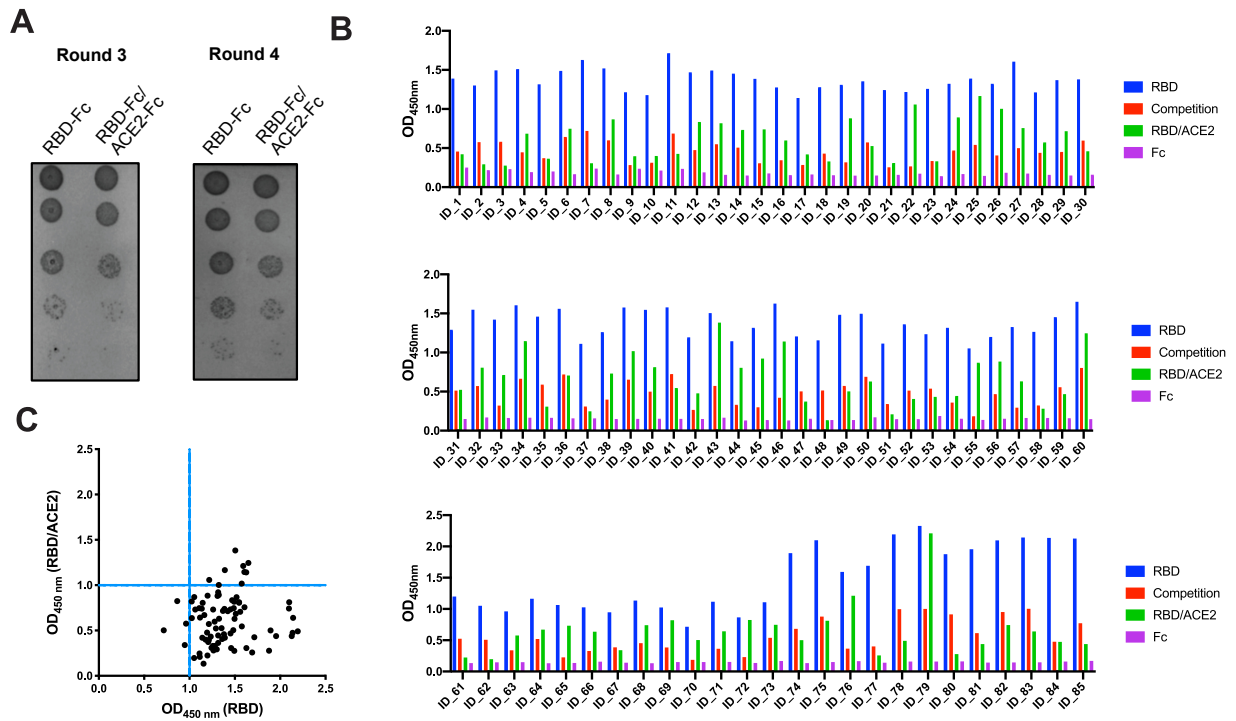 A
Round 3
Round 4
RBD-Fc
RBD-Fc/
ACE2-Fc
RBD-Fc
RBD-Fc/
ACE2-Fc
B
2.0
1.5
1.0
0.5
0.0
OD450nm
ID_1 ID_2 ID_3 ID_4 ID_5 ID_6 ID_7 ID_8 ID_9 ID_10 ID_11 ID_12 ID_13 ID_14 ID_15 ID_16 ID_17 ID_18 ID_19 ID_20 ID_21 ID_22 ID_23 ID_24 ID_25 ID_26 ID_27 ID_28 ID_29 ID_30
RBD
Competition
RBD/ACE2
Fc
2.0
1.5
1.0
0.5
0.0
OD450nm
ID_31 ID_32 ID_33 ID_34 ID_35 ID_36 ID_37 ID_38 ID_39 ID_40 ID_41 ID_42 ID_43 ID_44 ID_45 ID_46 ID_47 ID_48 ID_49 ID_50 ID_51 ID_52 ID_53 ID_54 ID_55 ID_56 ID_57 ID_58 ID_59 ID_60
RBD
Competition
RBD/ACE2
Fc
2.5
2.0
1.5
1.0
0.5
0.0
OD450nm
ID_61 ID_62 ID_63 ID_64 ID_65 ID_66 ID_67 ID_68 ID_69 ID_70 ID_71 ID_72 ID_73 ID_74 ID_75 ID_76 ID_77 ID_78 ID_79 ID_80 ID_81 ID_82 ID_83 ID_84 ID_85
RBD
Competition
RBD/ACE2
Fc
C
2.5
2.0
1.5
1.0
0.5
0.0
OD450 nm (RBD/ACE2)
0.0 0.5 1.0 1.5 2.0 2.5
OD450 nm (RBD)